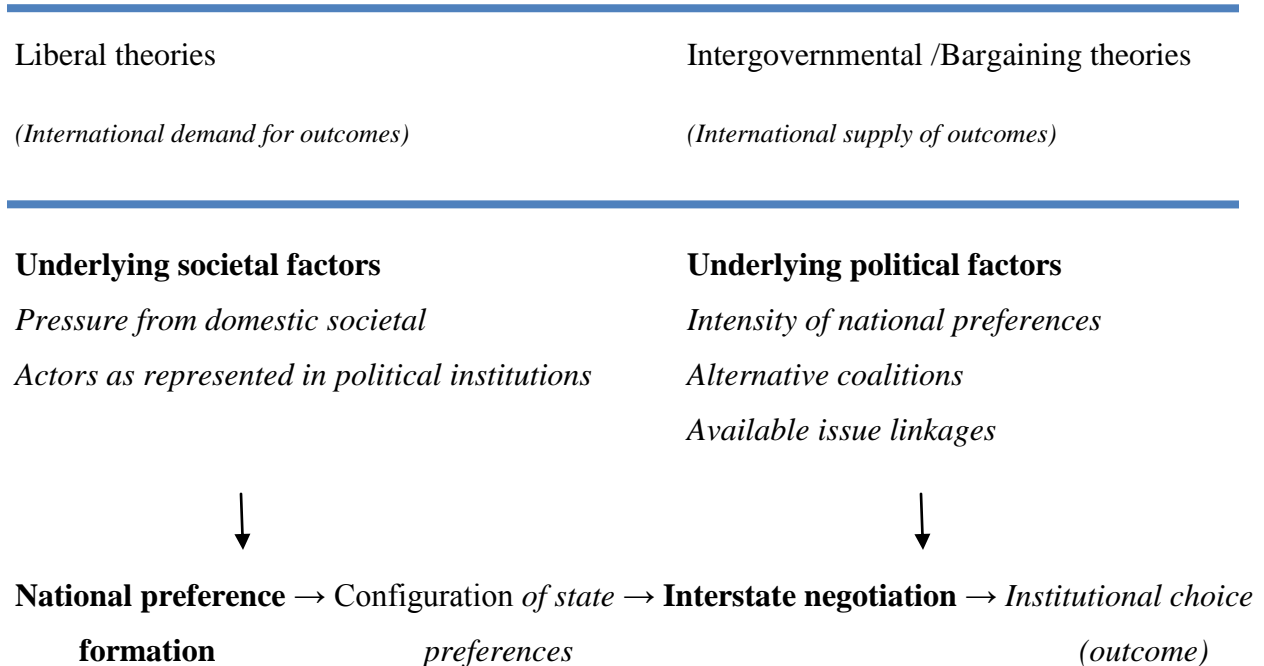 Liberal theories
Intergovernmental /Bargaining theories
(International demand for outcomes)
(International supply of outcomes)
Underlying societal factors
Pressure from domestic societal
Actors as represented in political institutions
Underlying political factors
Intensity of national preferences
Alternative coalitions
Available issue linkages
National preference → Configuration of state → Interstate negotiation → Institutional choice
formation preferences (outcome)